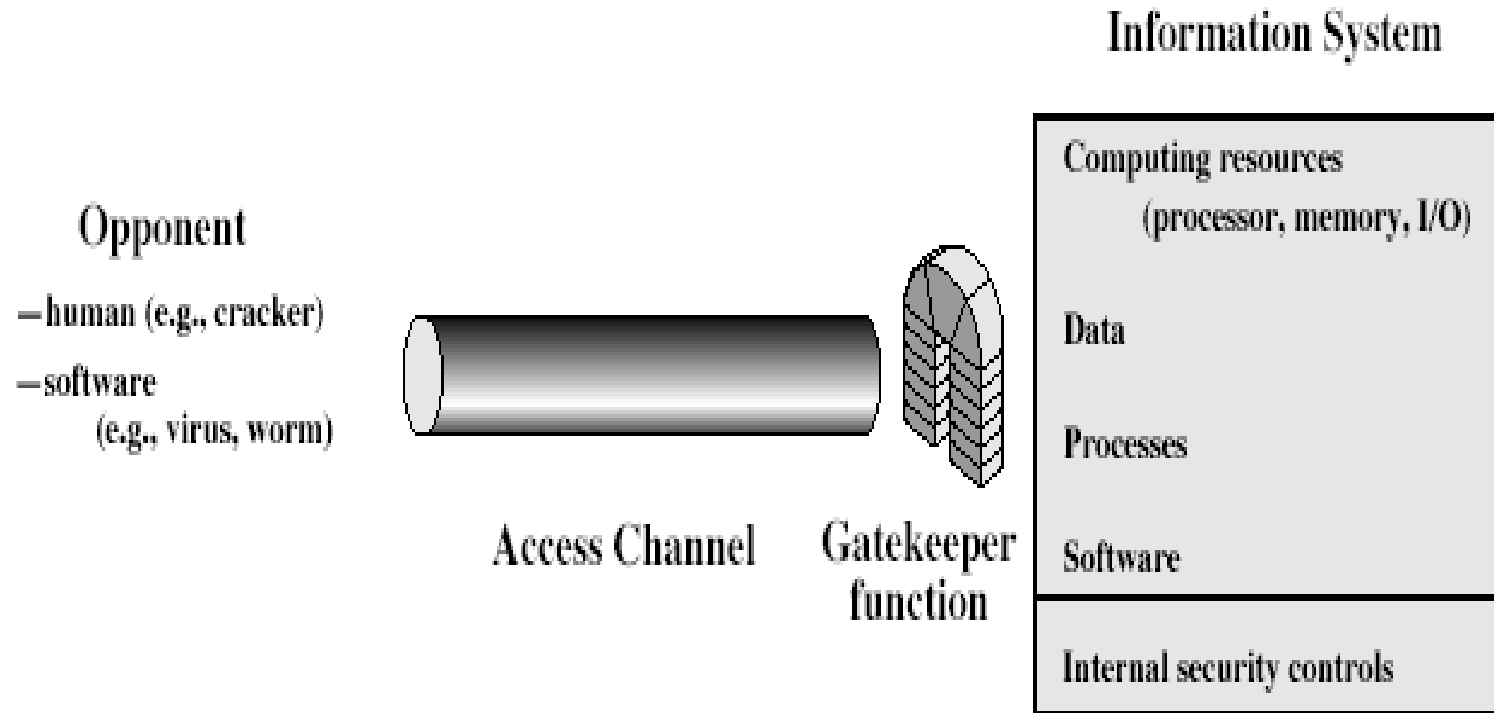 Information System
Opponent
–human (e.g., cracker)
–software
(e.g., virus, worm)
Access Channel
Gatekeeper
function
Computing resources
(processor, memory, I/O)
Data
Processes
Software
Internal security controls